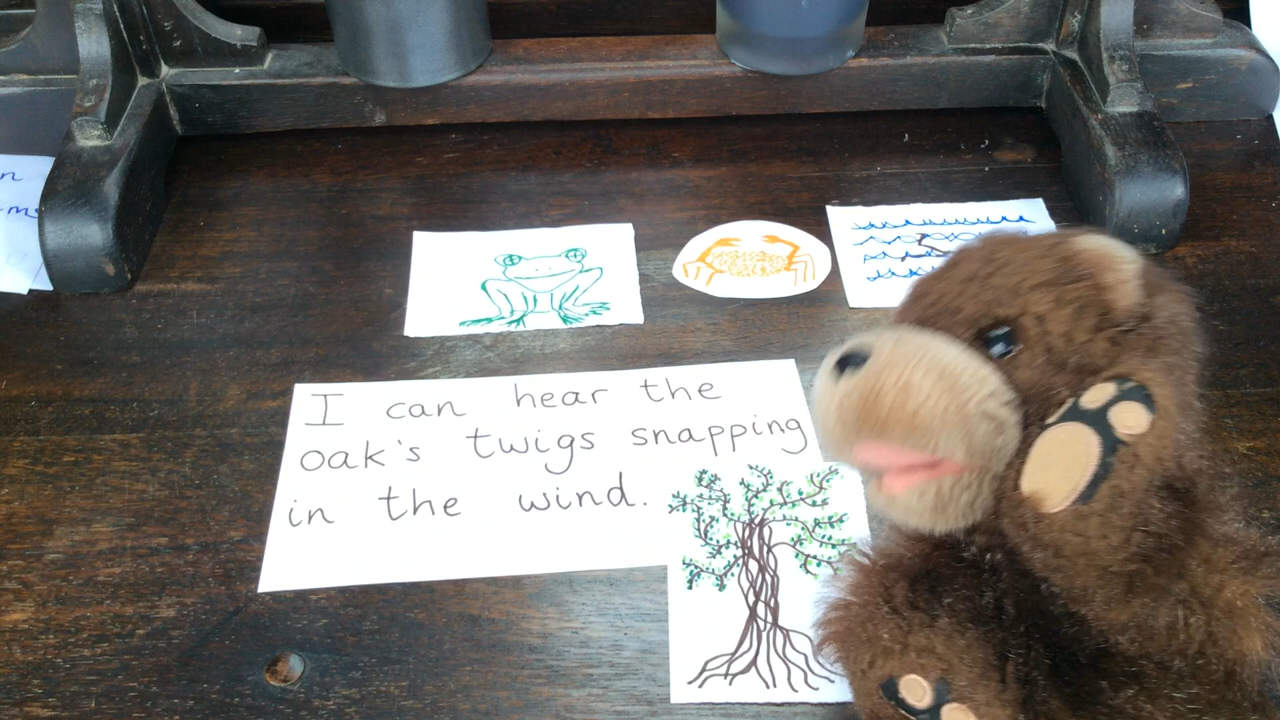 I can hear the
oak's twigs snapping
in the wind.